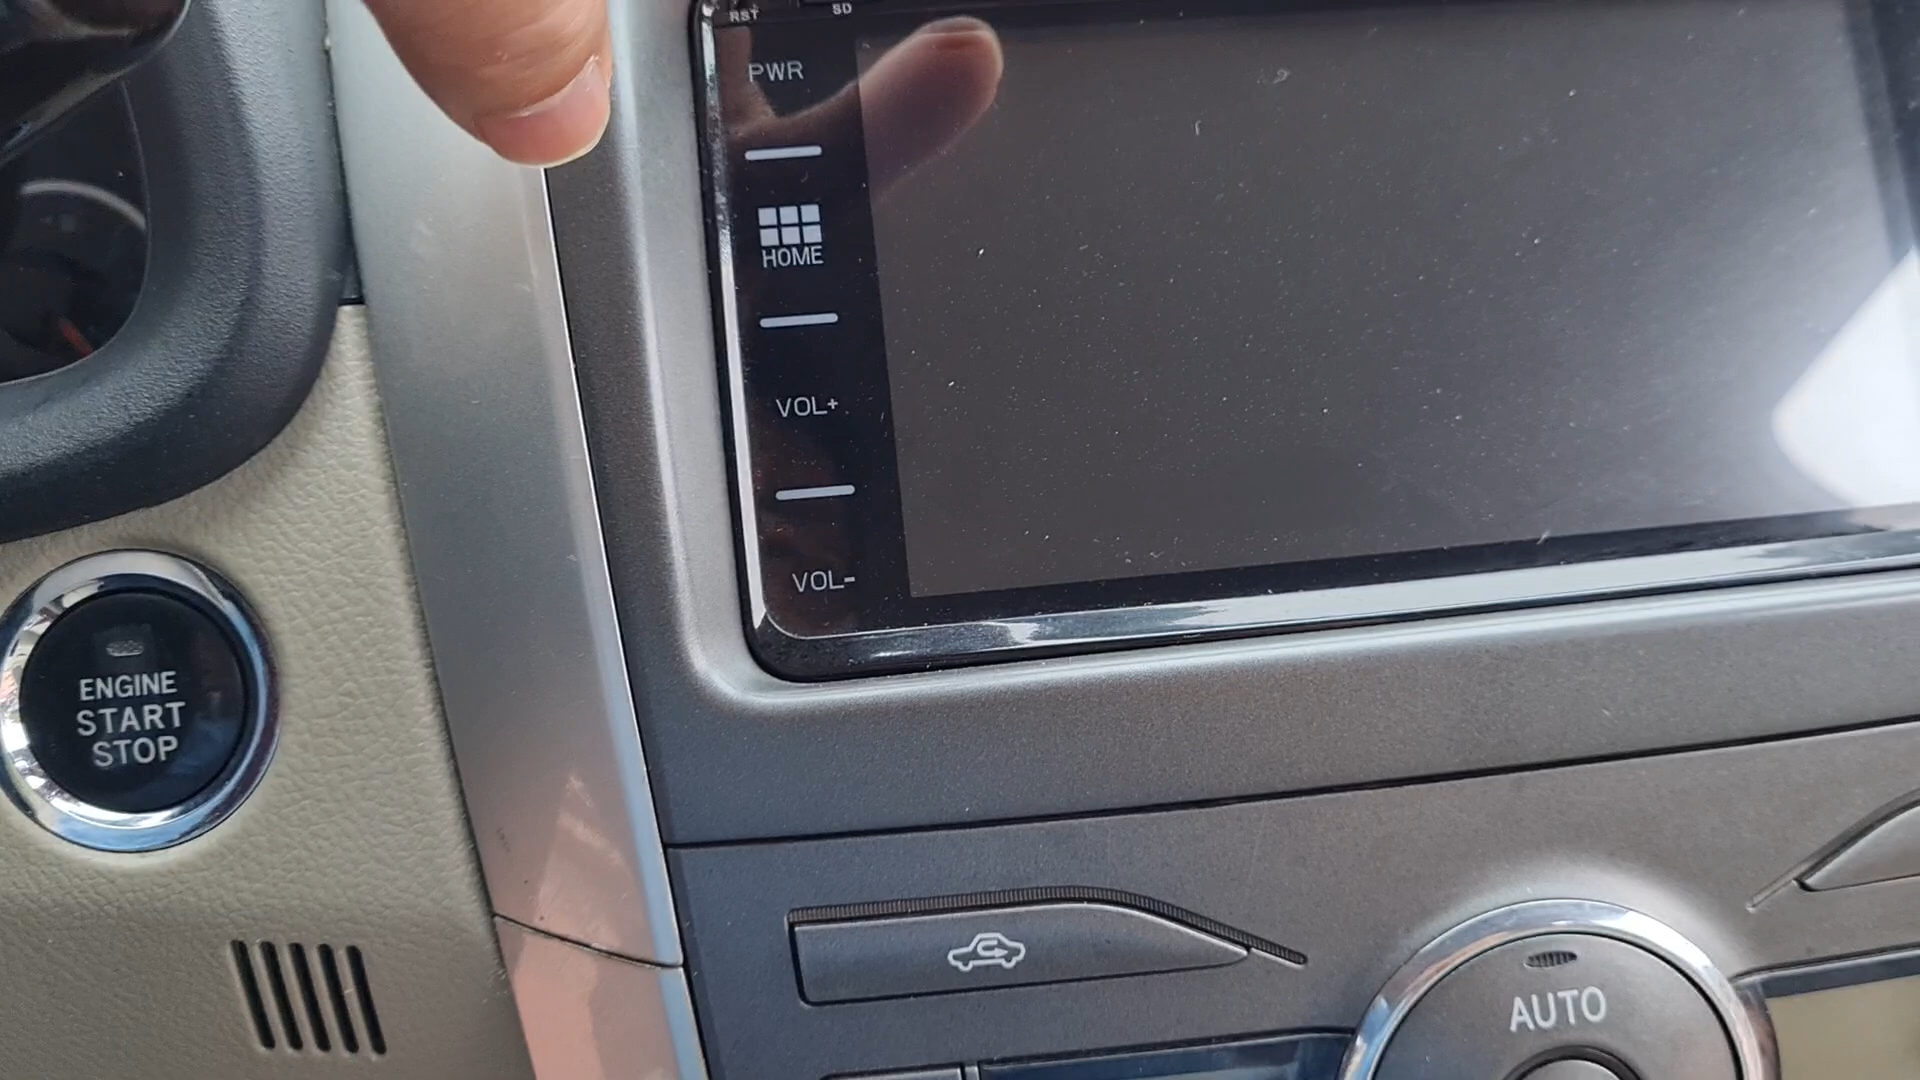 RST
SD
PWR
HOME
VOL+
VOL-
ENGINE
START
STOP
AUTO